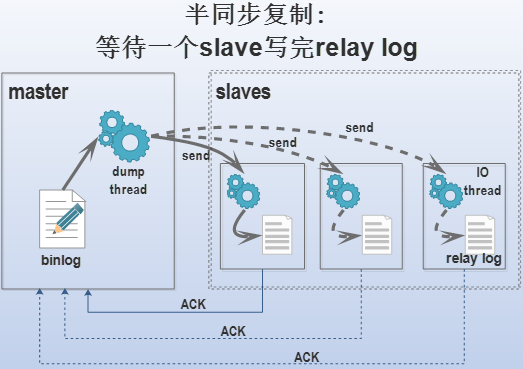 半同步复制:
等待一个slave写完relay log
master
slaves
dump
thread
binlog
send
send
send
IO
thread
relay log
ACK
ACK
ACK